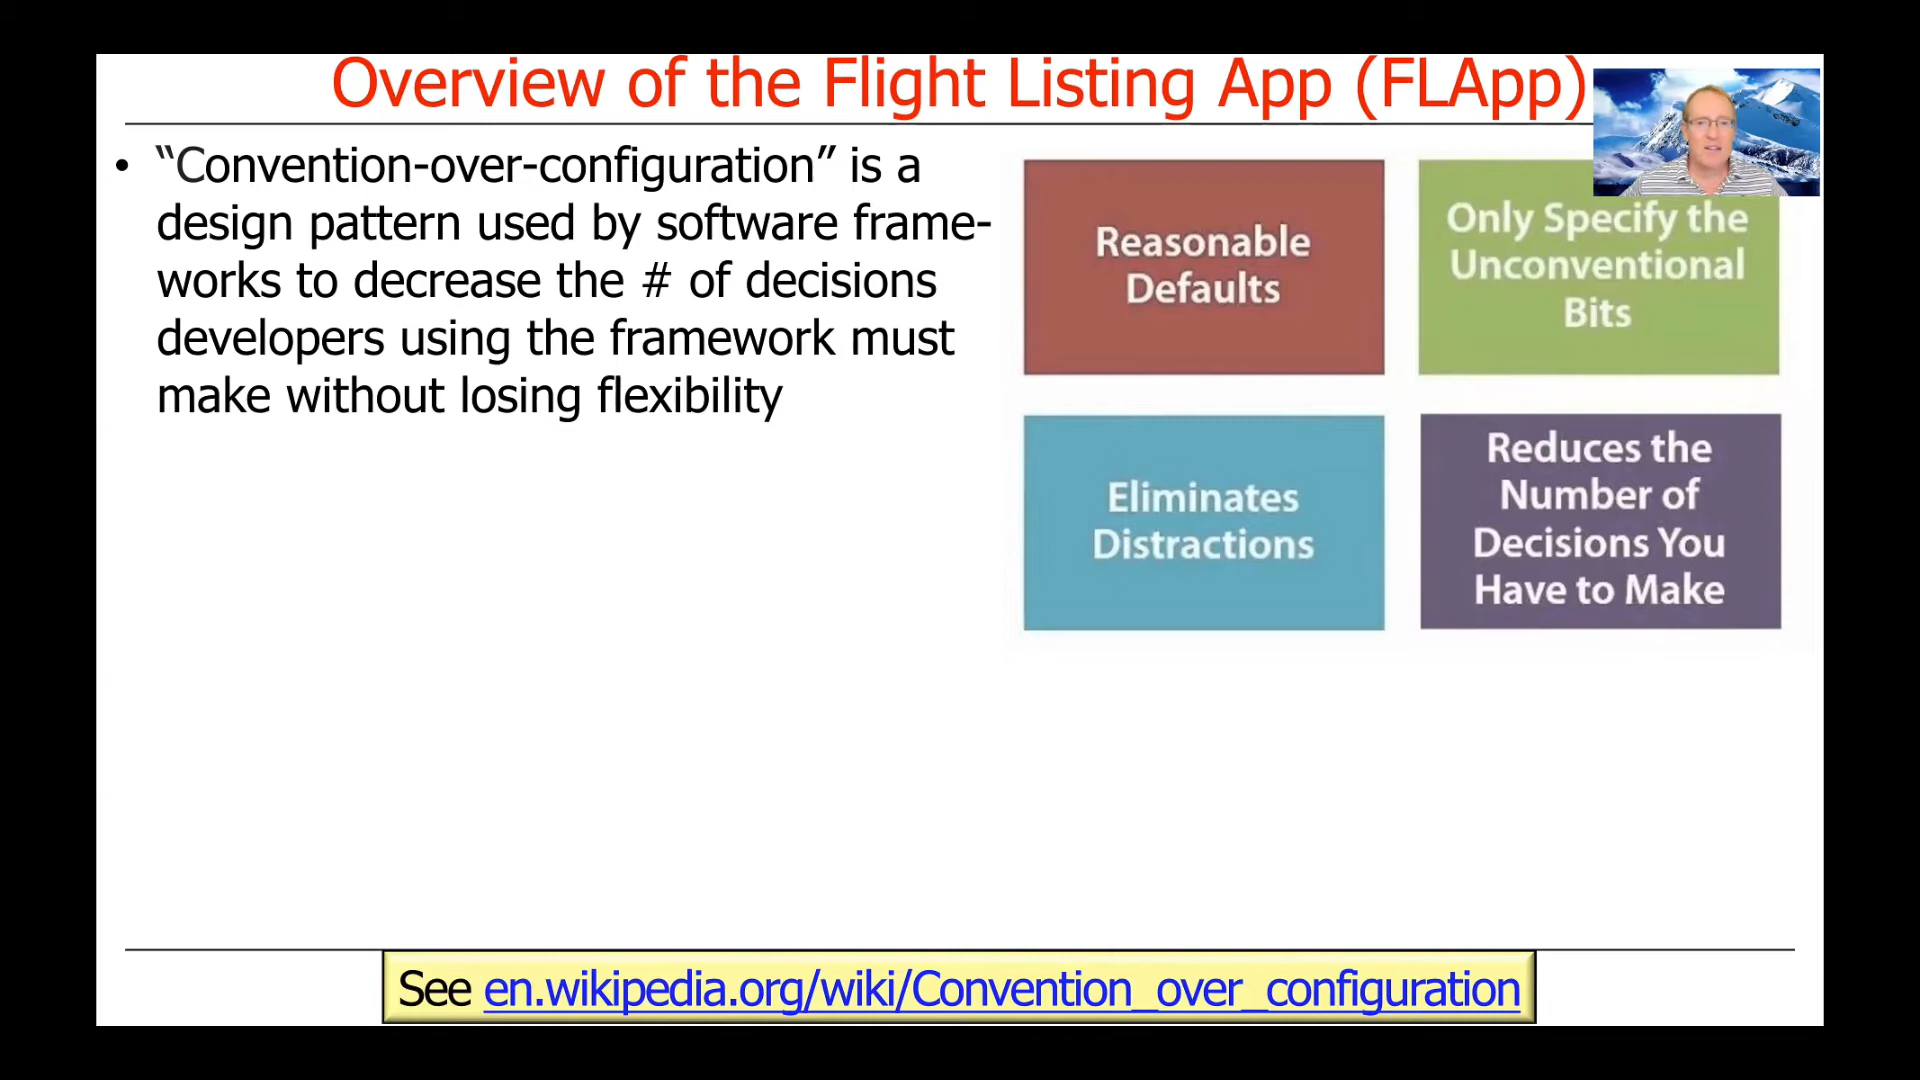 Overview of the Flight Listing App (FLApp)
• “Convention-over-configuration” is a
design pattern used by software frame-
works to decrease the # of decisions
developers using the framework must
make without losing flexibility
Reasonable
Defaults
Only Specify the
Unconventional
Bits
Eliminates
Distractions
Reduces the
Number of
Decisions You
Have to Make
See en.wikipedia.org/wiki/Convention_over_configuration